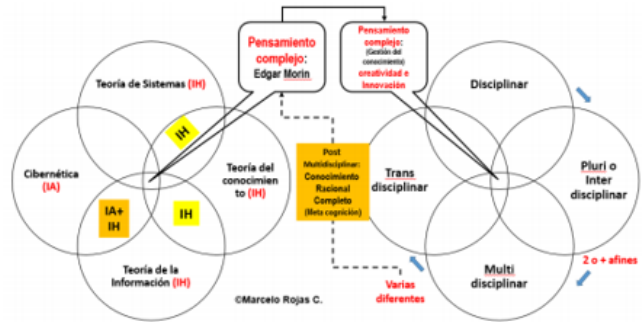 Pensamiento
complejo:
Edgar Morin
Pensamiento
complejo:
(Gestión del
conocimiento)
creatividad e
Innovación
Teoría de Sistemas (IH)
IH
Cibernética
(IA)
Teoría del
conocimien
to (IH)
IA+
IH
IH
Teoría de la
Información (IH)
©Marcelo Rojas C.
Post
Multidisciplinar:
Conocimiento
Racional
Completo
(Meta cognición)
Varias
diferentes
Disciplinar
Trans
disciplinar
Pluri o
Inter
disciplinar
Multi
disciplinar
2 o + afines